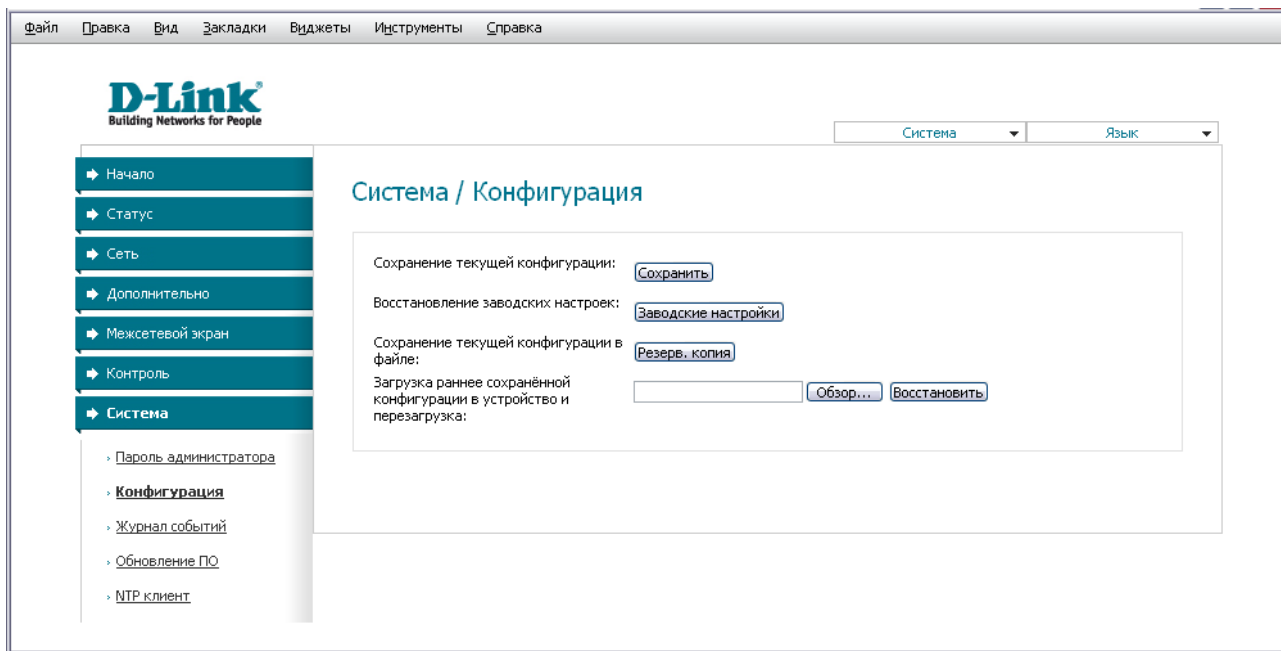 Файл Правка Вид Закладки Виджеты Инструменты Справка
D-Link
Building Networks for People
Система Язык
Начало
Статус
Сеть
Дополнительно
Межсетевой экран
Контроль
Система
Пароль администратора
Конфигурация
Журнал событий
Обновление ПО
NTP клиент
Система / Конфигурация
Сохранение текущей конфигурации: Сохранить
Восстановление заводских настроек: Заводские настройки
Сохранение текущей конфигурации в
файле: Резерв. копия
Загрузка раннее сохранённой
конфигурации в устройство и Обзор... Восстановить
перезагрузка: